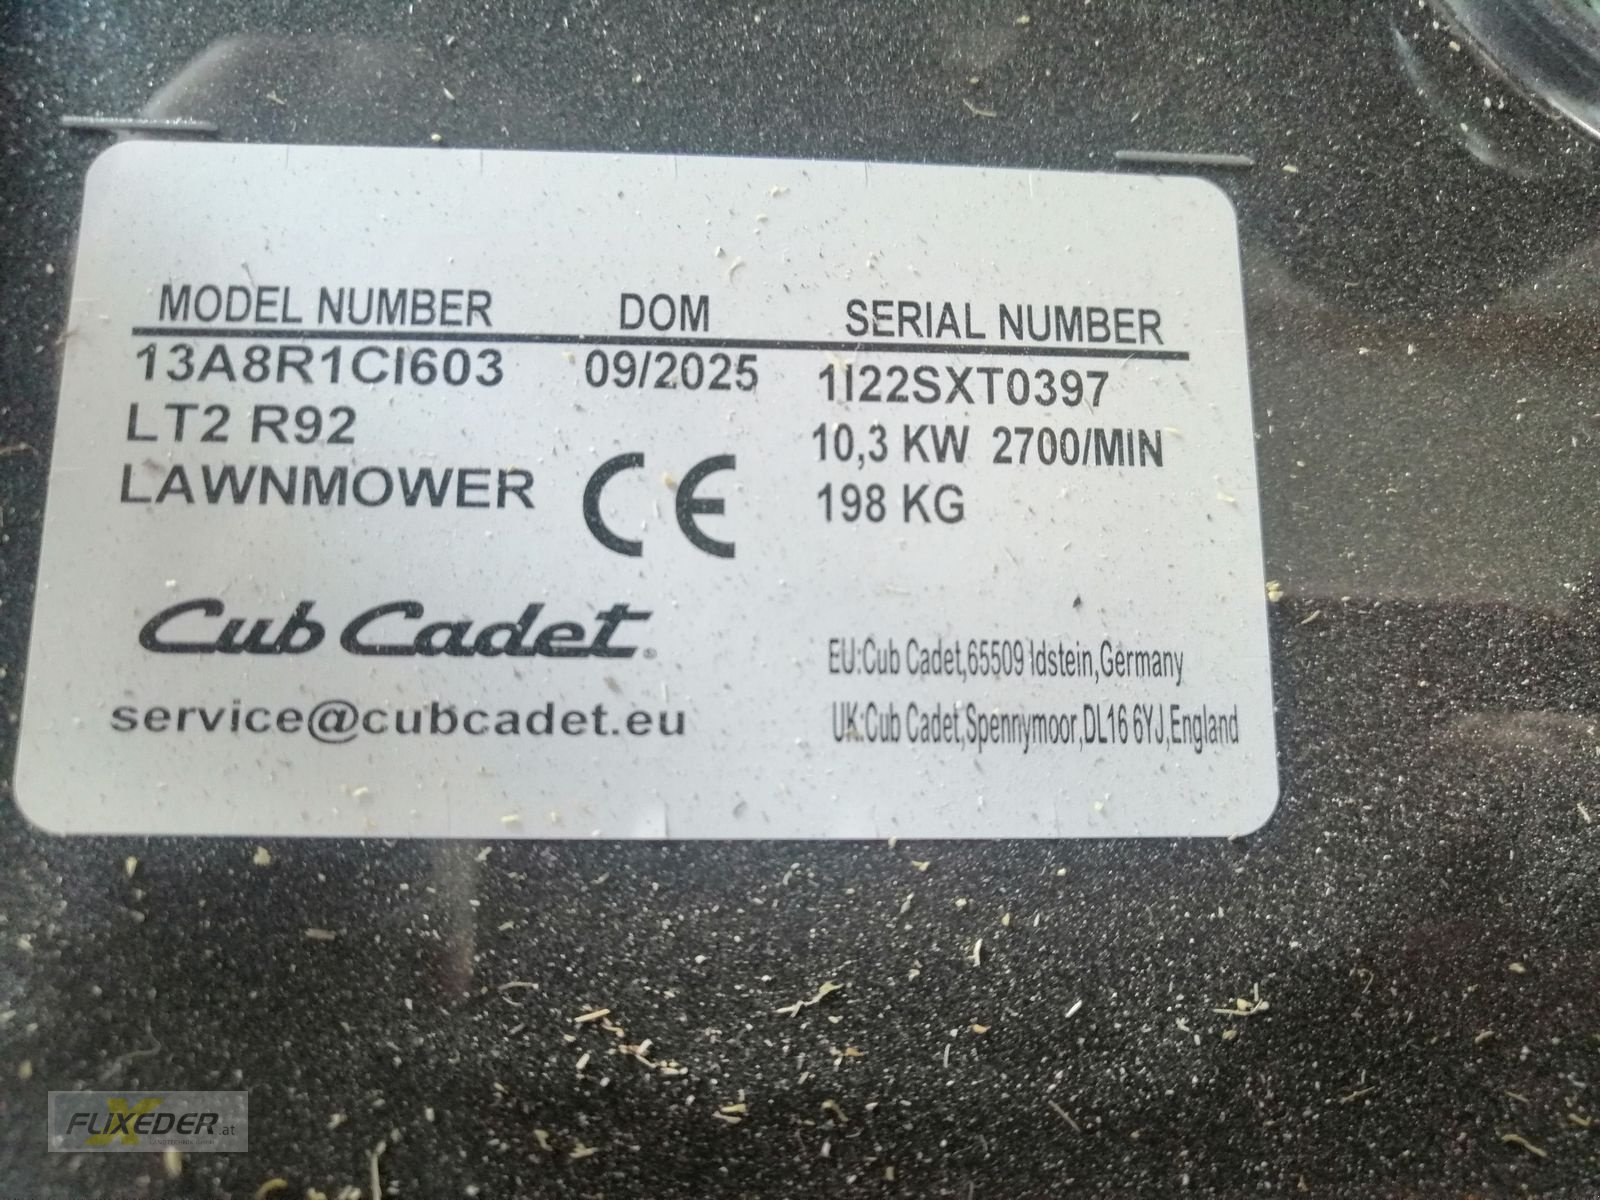 MODEL NUMBER DOM SERIAL NUMBER
13A8R1CI603 09/2025 1I22SXT0397
LT2 R92 10,3 KW 2700/MIN
LAWNMOWER CE 198 KG
Cub Cadet®
EU:Cub Cadet,65509 Idstein,Germany
service@cubcadet.eu
UK:Cub Cadet,Spennymoor,DL16 6YJ,England
FLIXEDER.at
LANDTECHNIK GMBH